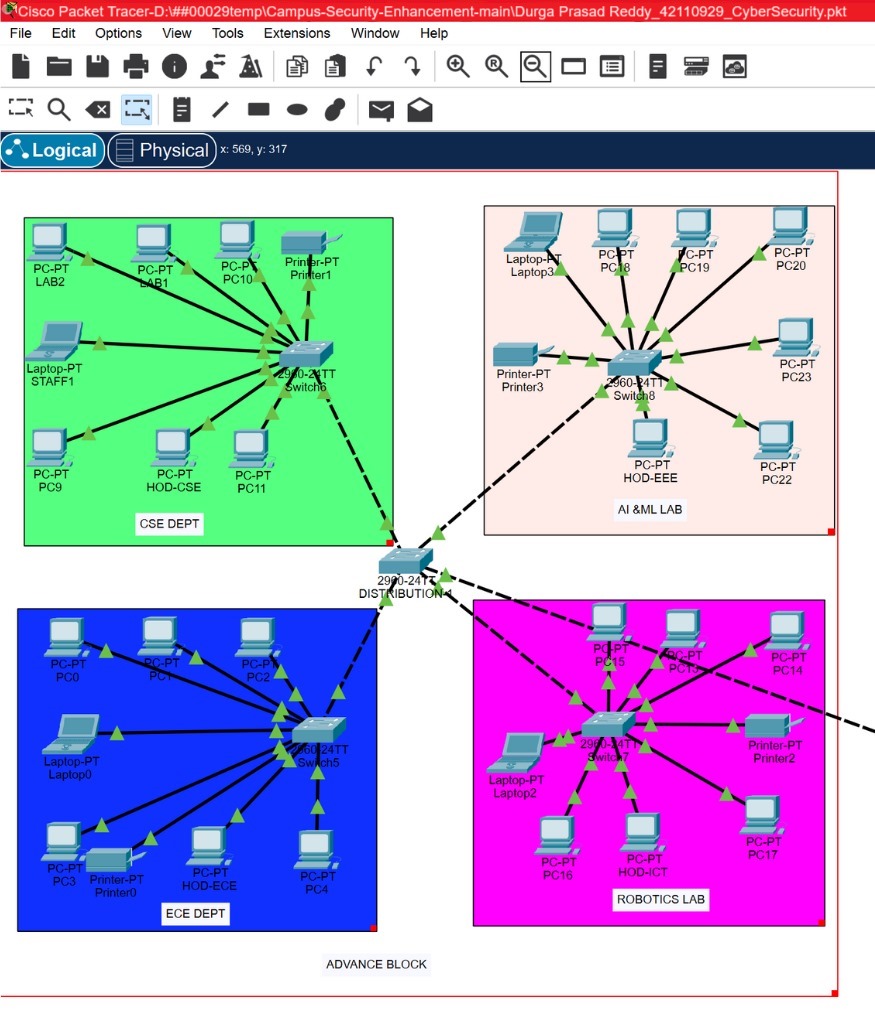 Cisco Packet Tracer-D:\##00029temp\Campus-Security-Enhancement-main\Durga Prasad Reddy_42110929_CyberSecurity.pkt
File Edit Options View Tools Extensions Window Help
Logical Physical x: 569, y: 317
PC-PT
LAB2
PC-PT
LAB1
PC-PT
PC10
Printer-PT
Printer1
Laptop-PT
STAFF1
2960-24TT
Switch6
PC-PT
PC9
PC-PT
HOD-CSE
PC-PT
PC11
CSE DEPT
Laptop-PT
Laptop3
PC-PT
PC18
PC-PT
PC19
PC-PT
PC20
Printer-PT
Printer3
2960-24TT
Switch8
PC-PT
PC23
PC-PT
HOD-EEE
PC-PT
PC22
AI &ML LAB
2960-24TT
DISTRIBUTION-1
PC-PT
PC0
PC-PT
PC1
PC-PT
PC2
Laptop-PT
Laptop0
2960-24TT
Switch5
PC-PT
PC3
Printer-PT
Printer0
PC-PT
HOD-ECE
PC-PT
PC4
ECE DEPT
PC-PT
PC15
PC-PT
PC13
PC-PT
PC14
Laptop-PT
Laptop2
2960-24TT
Switch7
Printer-PT
Printer2
PC-PT
PC16
PC-PT
HOD-ICT
PC-PT
PC17
ROBOTICS LAB
ADVANCE BLOCK